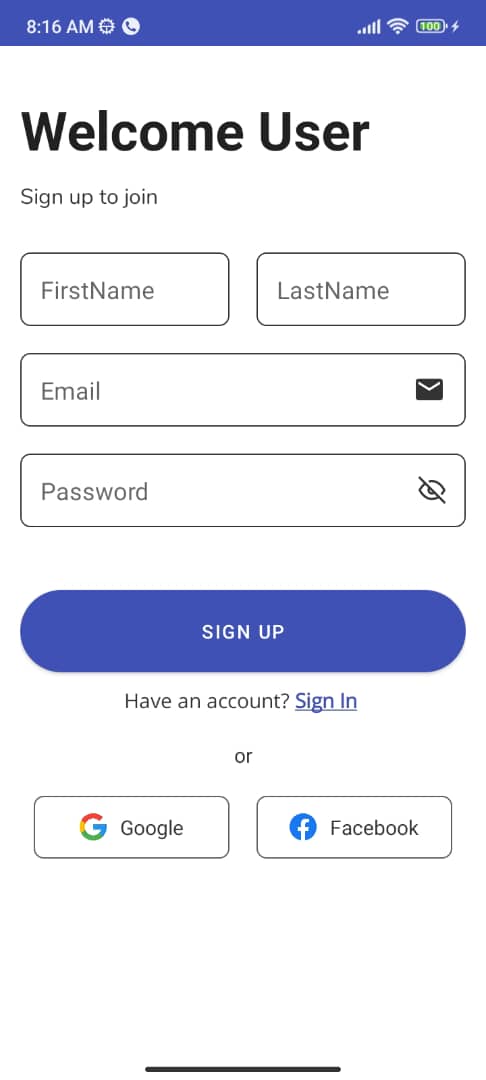 8:16 AM
100
Welcome User
Sign up to join
FirstName LastName
Email
Password
SIGN UP
Have an account? Sign In
or
Google Facebook